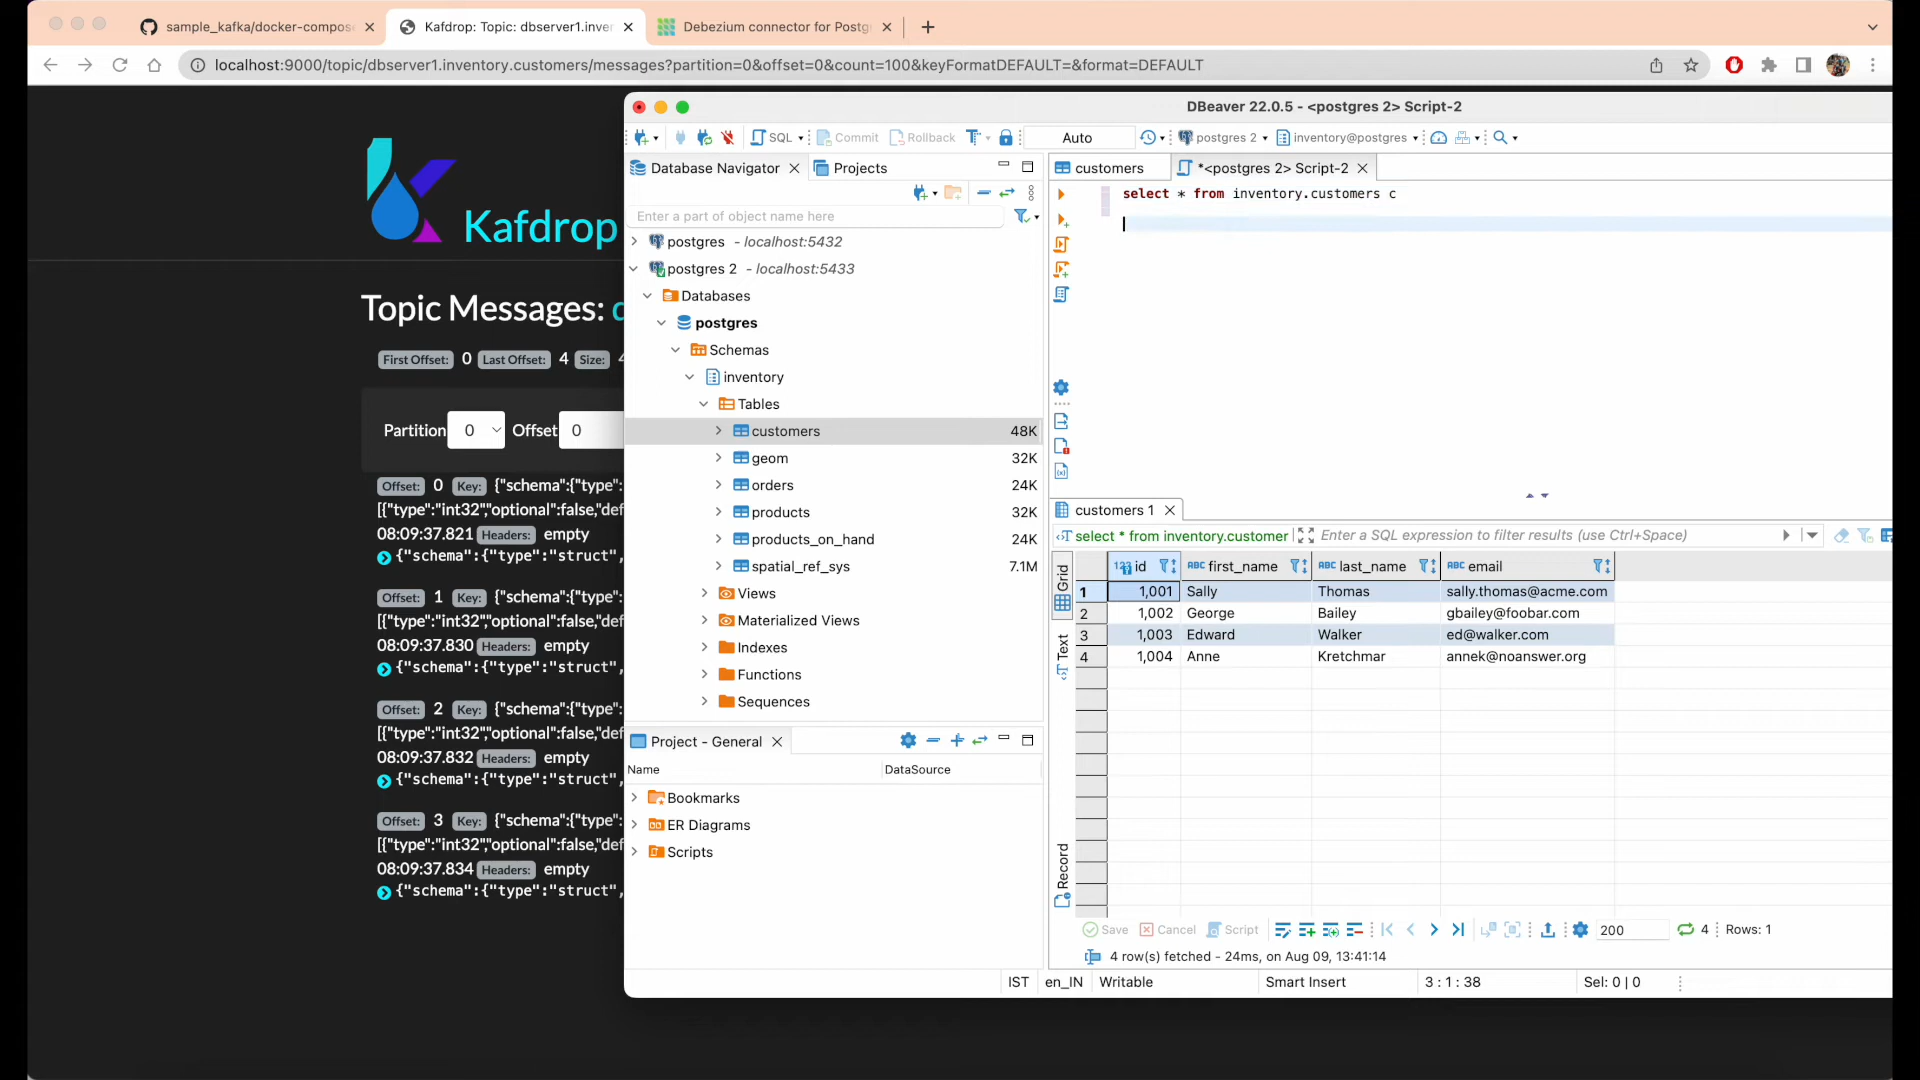 sample_kafka/docker-compose
Kafdrop: Topic: dbserver1.inver
Debezium connector for Postg
localhost:9000/topic/dbserver1.inventory.customers/messages?partition=0&offset=0&count=100&keyFormatDEFAULT=&format=DEFAULT
Kafdrop
Topic Messages:
First Offset: 0 Last Offset: 4 Size:
Partition 0 Offset 0
Offset: 0 Key: {"schema":{"type":
[{"type":"int32","optional":false,"def
08:09:37.821 Headers: empty
{"schema":{"type":"struct",
Offset: 1 Key: {"schema":{"type":
[{"type":"int32","optional":false,"def
08:09:37.830 Headers: empty
{"schema":{"type":"struct",
Offset: 2 Key: {"schema":{"type":
[{"type":"int32","optional":false,"def
08:09:37.832 Headers: empty
{"schema":{"type":"struct",
Offset: 3 Key: {"schema":{"type":
[{"type":"int32","optional":false,"def
08:09:37.834 Headers: empty
{"schema":{"type":"struct",
DBeaver 22.0.5 - <postgres 2> Script-2
SQL Commit Rollback Auto postgres 2 inventory@postgres
Database Navigator Projects
Enter a part of object name here
postgres - localhost:5432
postgres 2 - localhost:5433
Databases
postgres
Schemas
inventory
Tables
customers 48K
geom 32K
orders 24K
products 32K
products_on_hand 24K
spatial_ref_sys 7.1M
Views
Materialized Views
Indexes
Functions
Sequences
Project - General
Name DataSource
Bookmarks
ER Diagrams
Scripts
customers *<postgres 2> Script-2
select * from inventory.customers c
customers 1
select * from inventory.customer Enter a SQL expression to filter results (use Ctrl+Space)
Grid
Text
Record
123 id ABC first_name ABC last_name ABC email
1 1,001 Sally Thomas sally.thomas@acme.com
2 1,002 George Bailey gbailey@foobar.com
3 1,003 Edward Walker ed@walker.com
4 1,004 Anne Kretchmar annek@noanswer.org
Save Cancel Script 200 4 Rows: 1
4 row(s) fetched - 24ms, on Aug 09, 13:41:14
IST en_IN Writable Smart Insert 3 : 1 : 38 Sel: 0 | 0